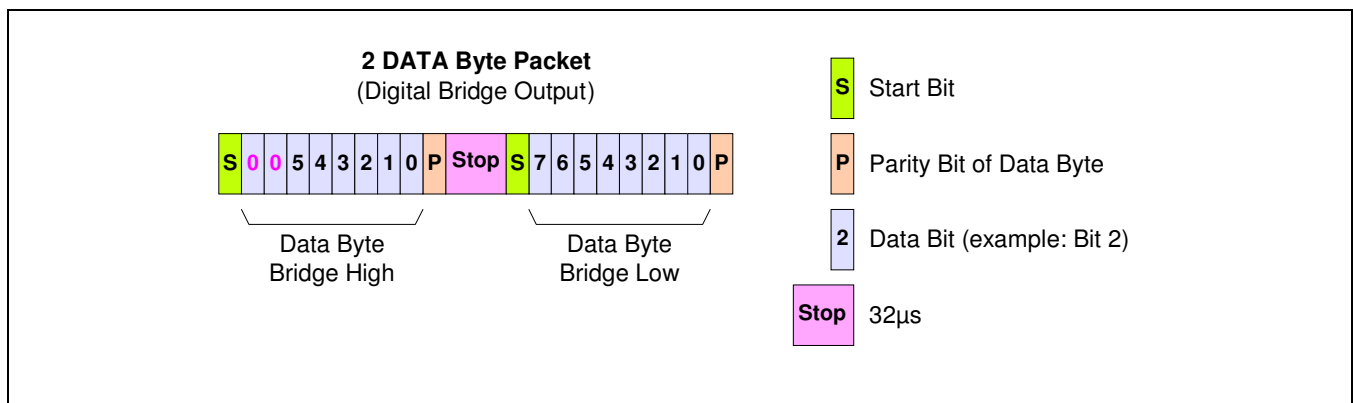 2 DATA Byte Packet
(Digital Bridge Output)
S 0 0 5 4 3 2 1 0 P Stop S 7 6 5 4 3 2 1 0 P
Data Byte
Bridge High
Data Byte
Bridge Low
S Start Bit
P Parity Bit of Data Byte
2 Data Bit (example: Bit 2)
Stop 32µs